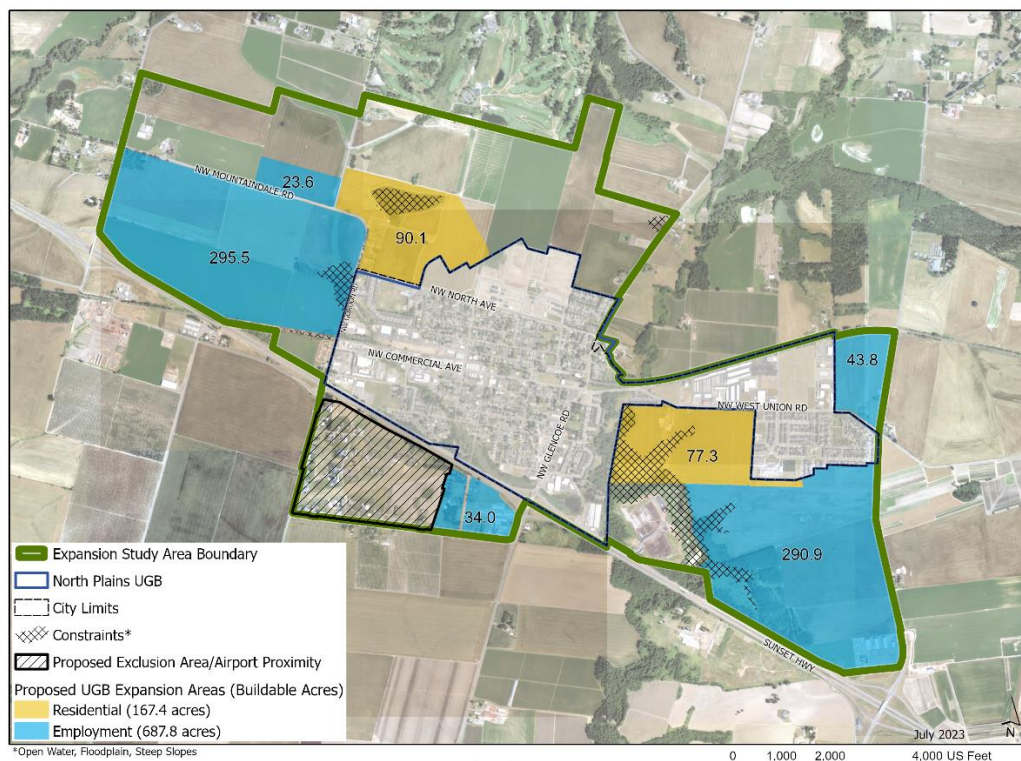 NW MOUNTAINDALE RD
23.6
295.5
90.1
NW NORTH AVE
NW COMMERCIAL AVE
43.8
NW WEST UNION RD
NW GLENCOE RD
77.3
34.0
290.9
SUNSET HWY
Expansion Study Area Boundary
North Plains UGB
City Limits
Constraints*
Proposed Exclusion Area/Airport Proximity
Proposed UGB Expansion Areas (Buildable Acres)
Residential (167.4 acres)
Employment (687.8 acres)
*Open Water, Floodplain, Steep Slopes
July 2023
N
0 1,000 2,000 4,000 US Feet